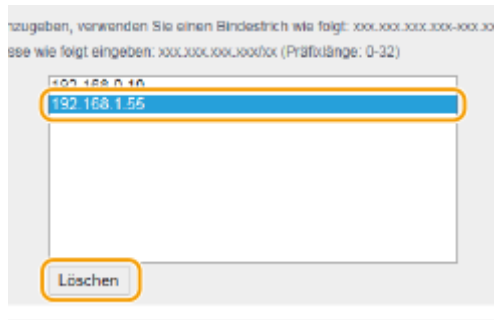 nzugeben, verwenden Sie einen Bindestrich wie folgt: xxx.xxx.xxx.xxx-xxx.xx
sse wie folgt eingeben: xxx.xxx.xxx.xxx/xx (Präfixlänge: 0-32)
192.168.0.10
192.168.1.55
Löschen